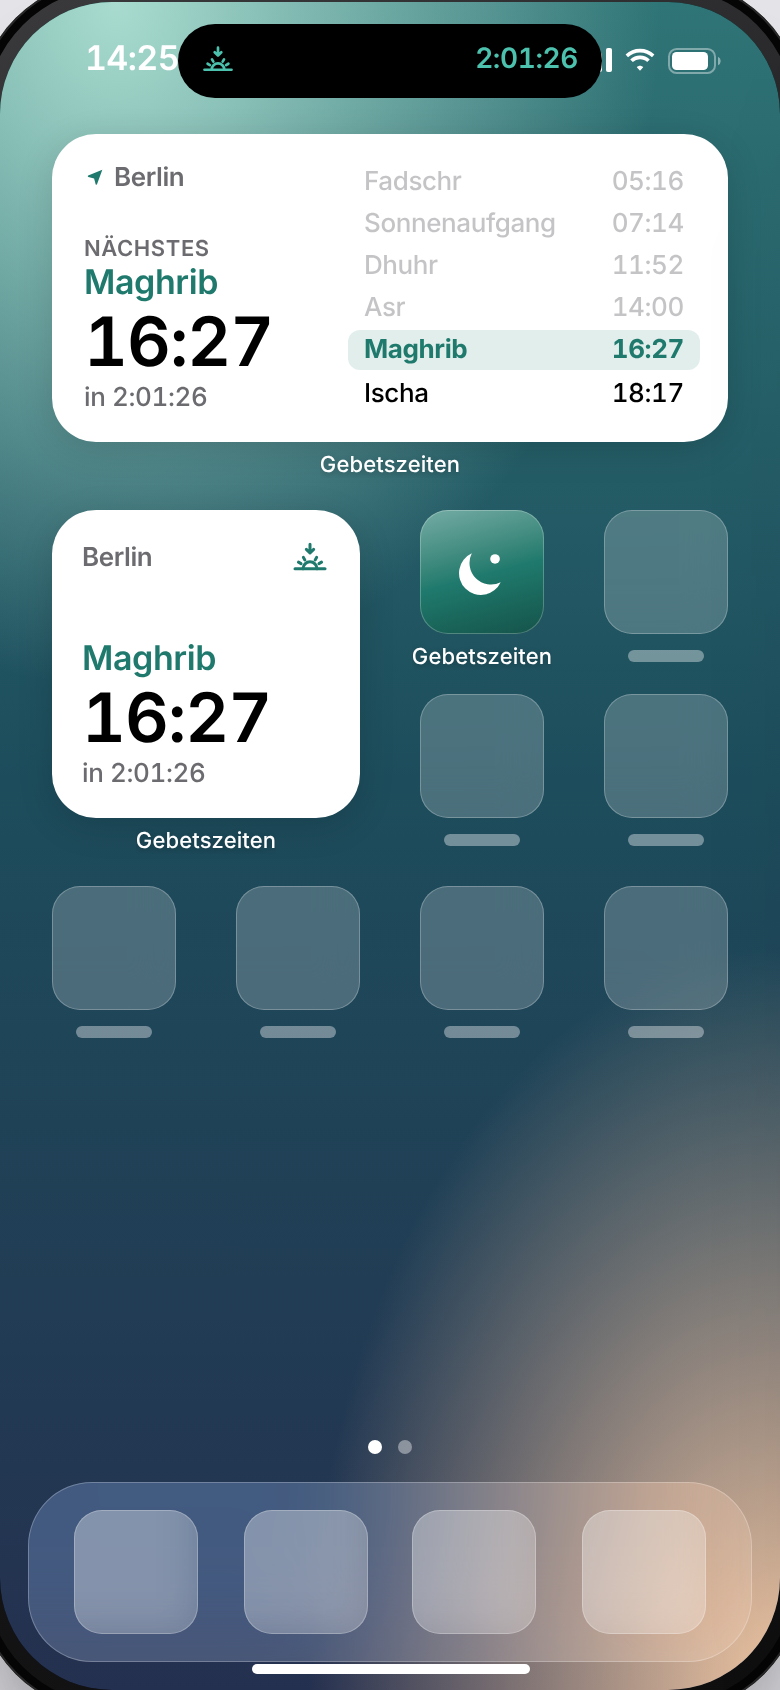 14:25
2:01:26
Berlin
NÄCHSTES
Maghrib
16:27
in 2:01:26
Fadschr 05:16
Sonnenaufgang 07:14
Dhuhr 11:52
Asr 14:00
Maghrib 16:27
Ischa 18:17
Gebetszeiten
Berlin
Maghrib
16:27
in 2:01:26
Gebetszeiten
Gebetszeiten